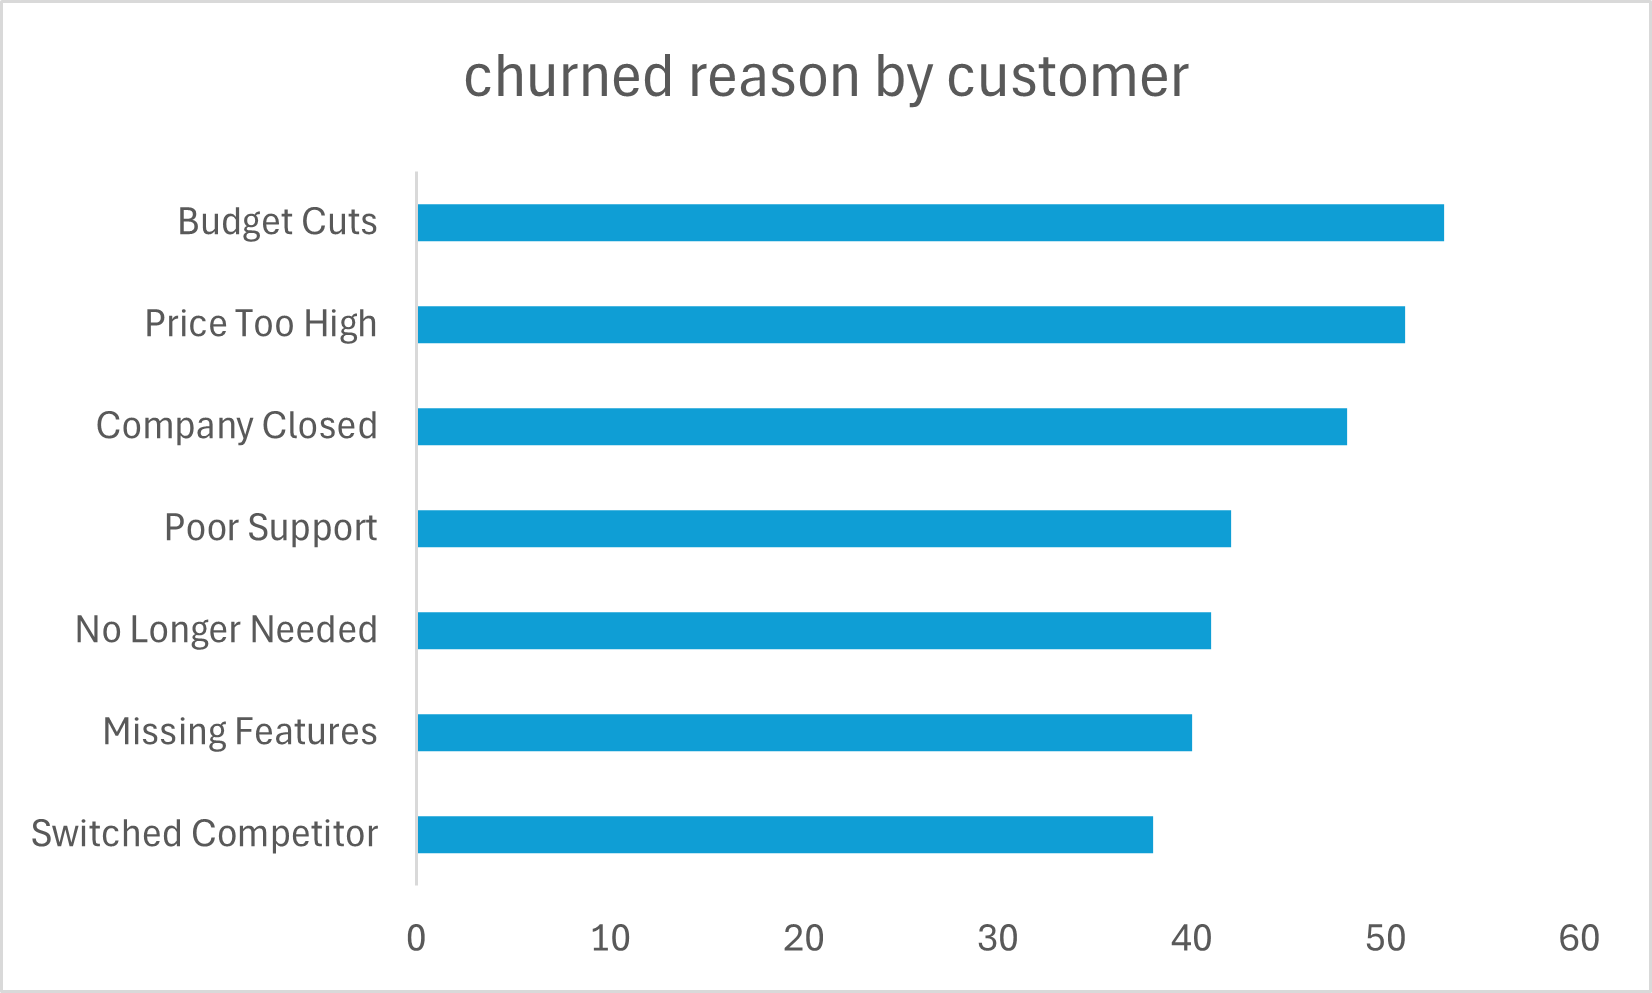 churned reason by customer
Budget Cuts
Price Too High
Company Closed
Poor Support
No Longer Needed
Missing Features
Switched Competitor
0 10 20 30 40 50 60